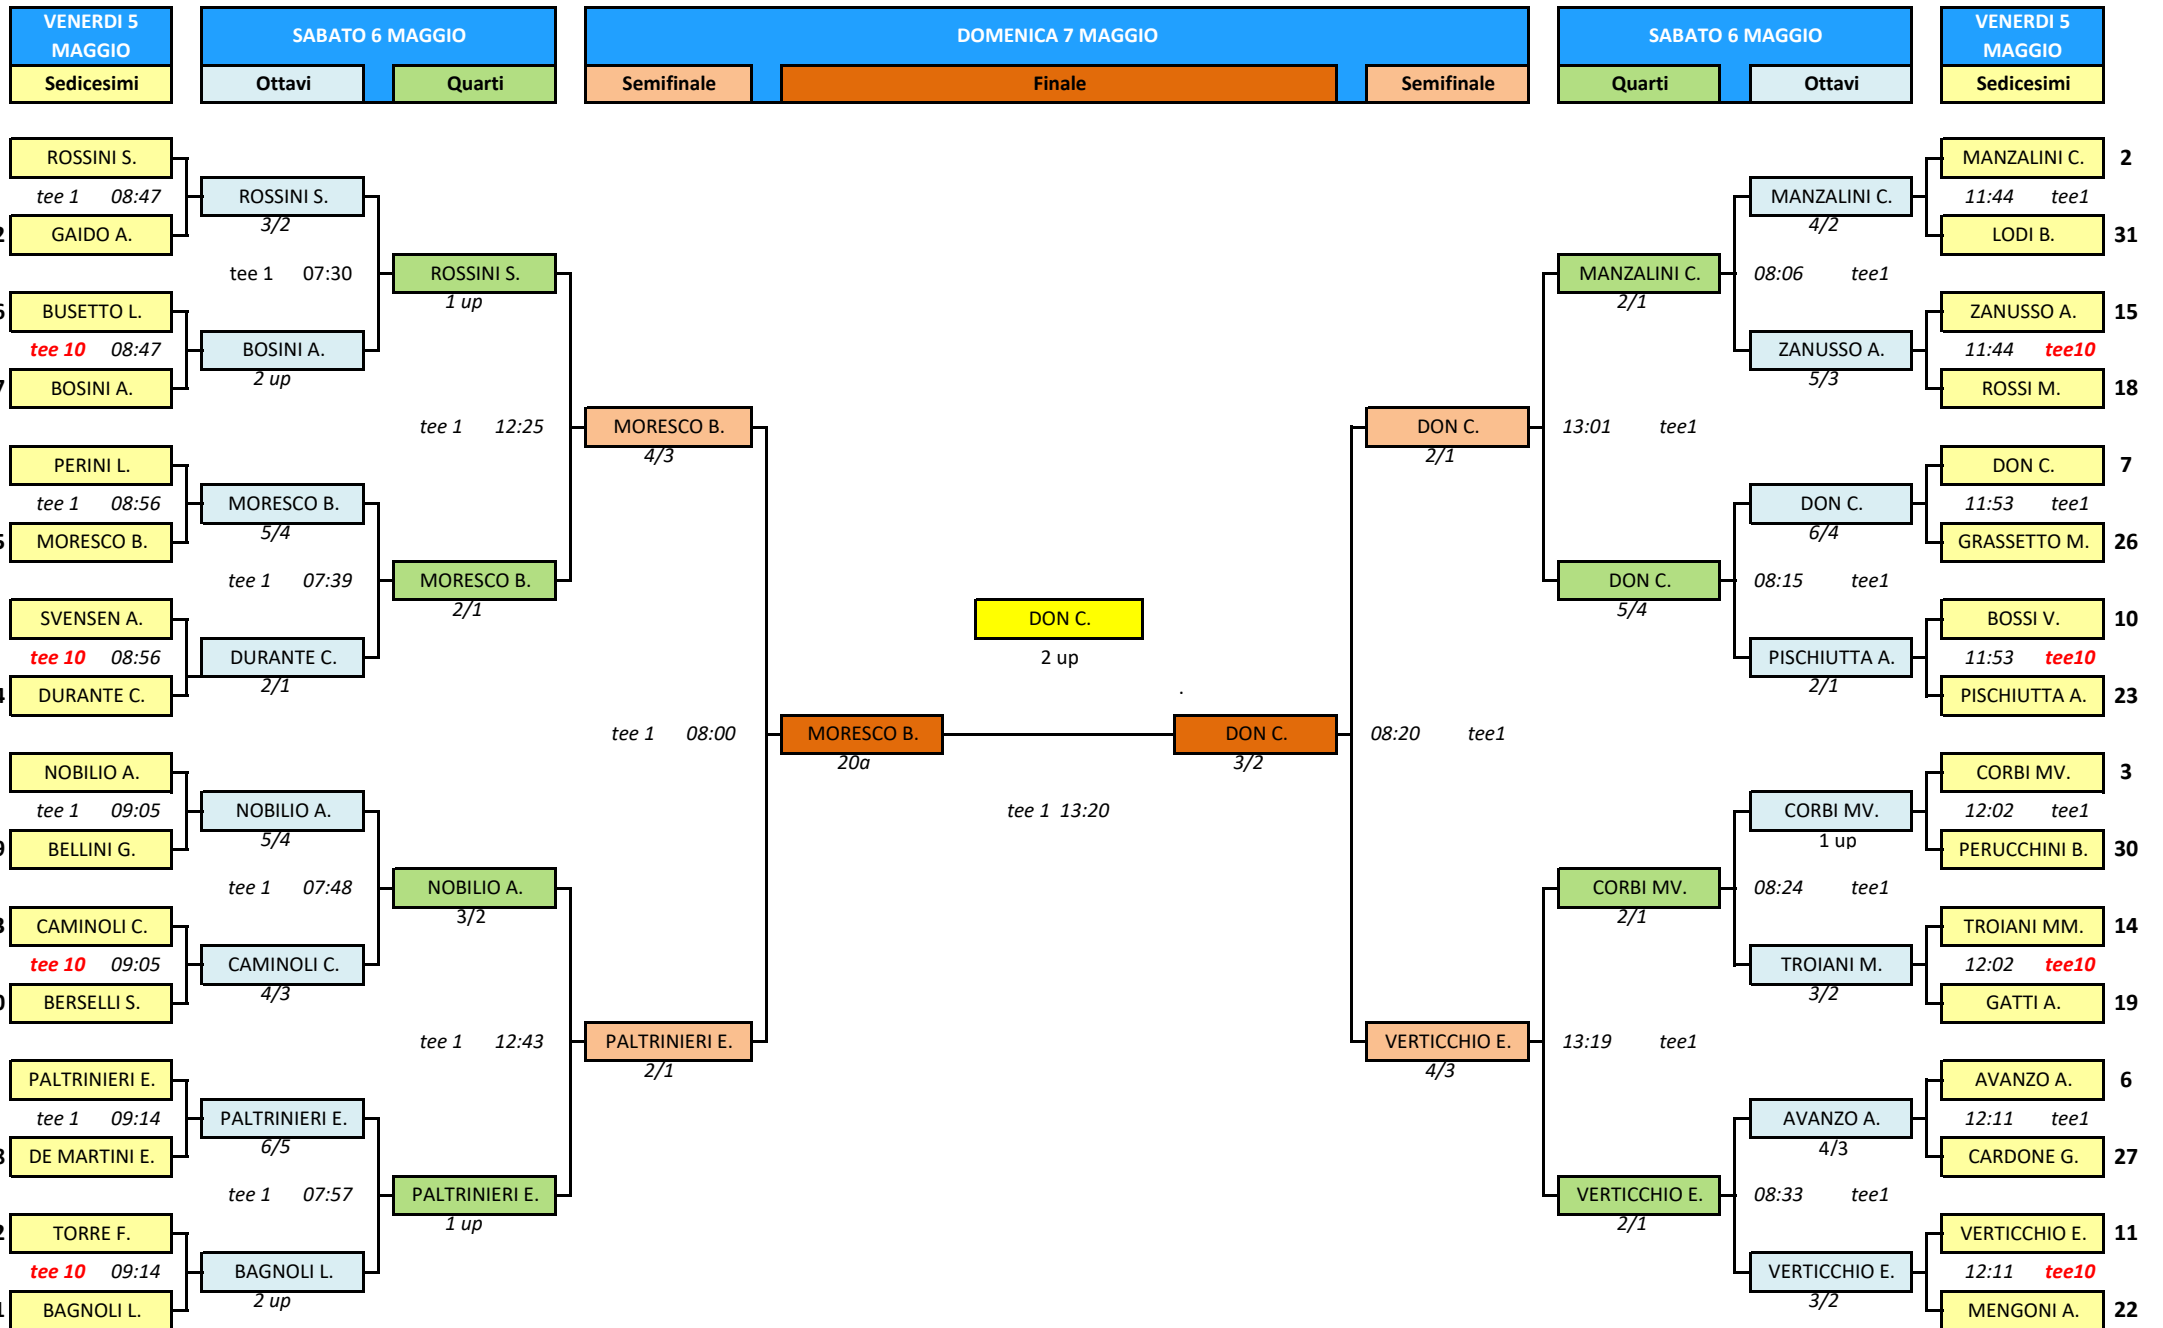 VENERDI 5 MAGGIO SABATO 6 MAGGIO DOMENICA 7 MAGGIO SABATO 6 MAGGIO VENERDI 5 MAGGIO
Sedicesimi Ottavi Quarti Semifinale Finale Semifinale Quarti Ottavi Sedicesimi
ROSSINI S. MANZALINI C. 2
tee 1 08:47 ROSSINI S. MANZALINI C. 11:44 tee1
3/2 4/2
GAIDO A. LODI B. 31
tee 1 07:30 ROSSINI S. MANZALINI C. 08:06 tee1
1 up 2/1
BUSETTO L. ZANUSSO A. 15
tee 10 08:47 BOSINI A. ZANUSSO A. 11:44 tee10
2 up 5/3
BOSINI A. ROSSI M. 18
tee 1 12:25 MORESCO B. DON C. 13:01 tee1
4/3 2/1
PERINI L. DON C. 7
tee 1 08:56 MORESCO B. DON C. 11:53 tee1
5/4 6/4
MORESCO B. GRASSETTO M. 26
tee 1 07:39 MORESCO B. DON C. 08:15 tee1
2/1 5/4
SVENSEN A. DON C. BOSSI V. 10
tee 10 08:56 DURANTE C. 2 up PISCHIUTTA A. 11:53 tee10
2/1 . 2/1
DURANTE C. PISCHIUTTA A. 23
tee 1 08:00 MORESCO B. DON C. 08:20 tee1
20a 3/2
NOBILIO A. CORBI MV. 3
tee 1 09:05 NOBILIO A. tee 1 13:20 CORBI MV. 12:02 tee1
5/4 1 up
BELLINI G. PERUCCHINI B. 30
tee 1 07:48 NOBILIO A. CORBI MV. 08:24 tee1
3/2 2/1
CAMINOLI C. TROIANI MM. 14
tee 10 09:05 CAMINOLI C. TROIANI M. 12:02 tee10
4/3 3/2
BERSELLI S. GATTI A. 19
tee 1 12:43 PALTRINIERI E. VERTICCHIO E. 13:19 tee1
2/1 4/3
PALTRINIERI E. AVANZO A. 6
tee 1 09:14 PALTRINIERI E. AVANZO A. 12:11 tee1
6/5 4/3
DE MARTINI E. CARDONE G. 27
tee 1 07:57 PALTRINIERI E. VERTICCHIO E. 08:33 tee1
1 up 2/1
TORRE F. VERTICCHIO E. 11
tee 10 09:14 BAGNOLI L. VERTICCHIO E. 12:11 tee10
2 up 3/2
BAGNOLI L. MENGONI A. 22